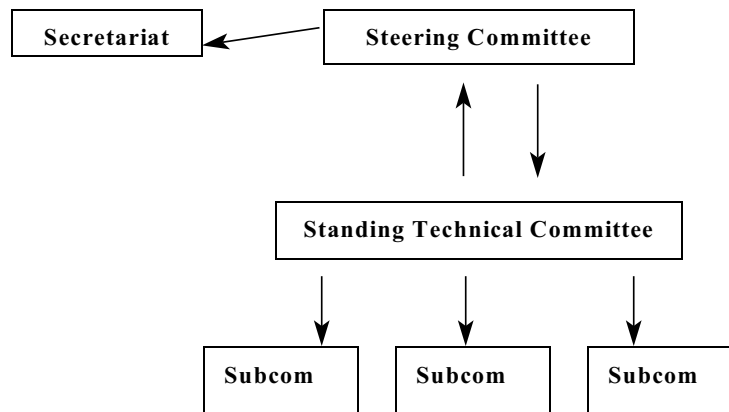 Secretariat
Steering Committee
Standing Technical Committee
Subcom
Subcom
Subcom